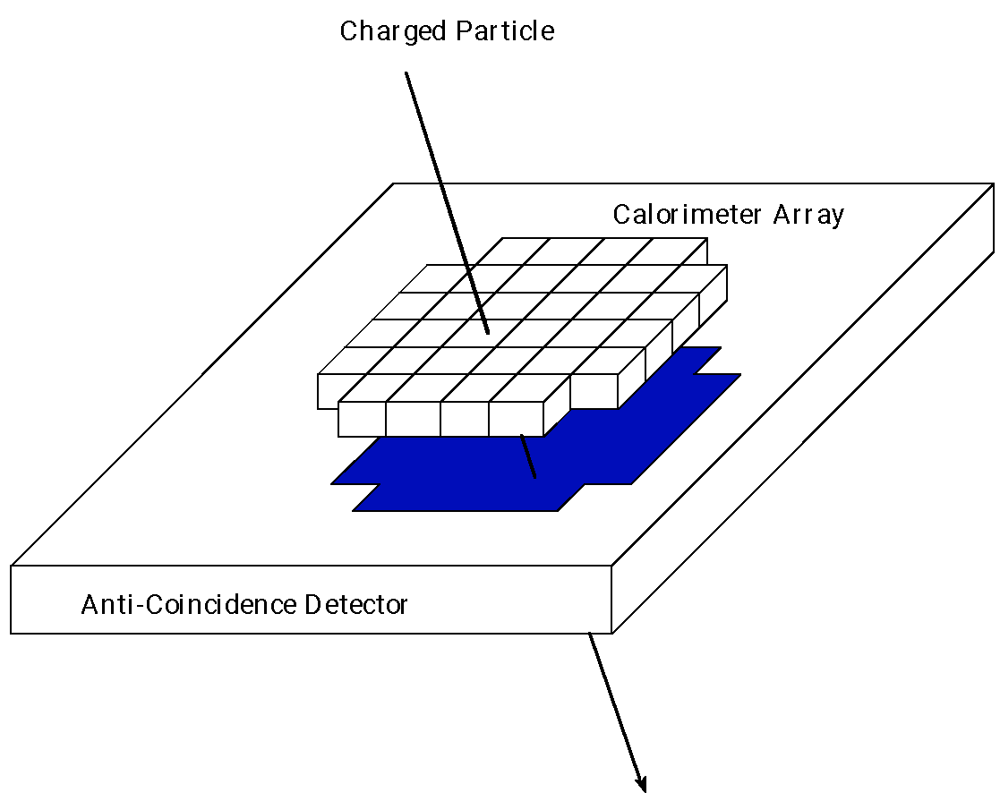 Charged Particle
Calorimeter Array
Anti-Coincidence Detector